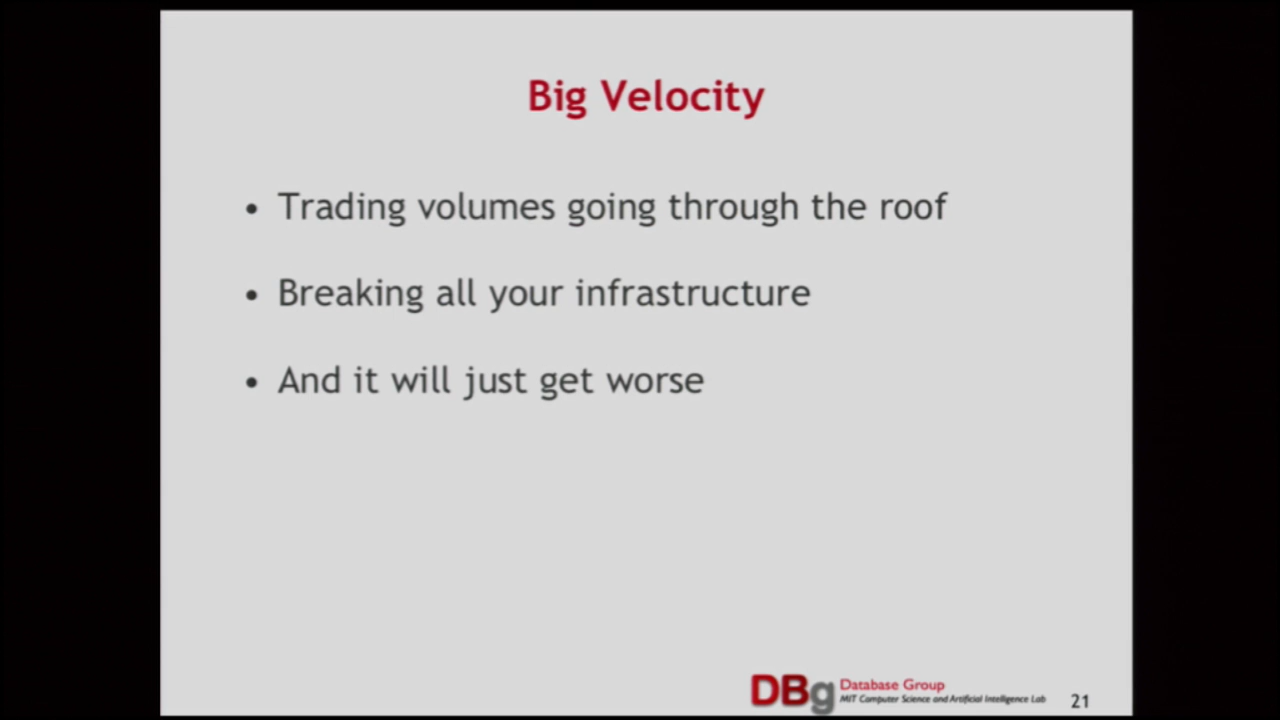 Big Velocity
• Trading volumes going through the roof
• Breaking all your infrastructure
• And it will just get worse
DBg Database Group
MIT Computer Science and Artificial Intelligence Lab
21